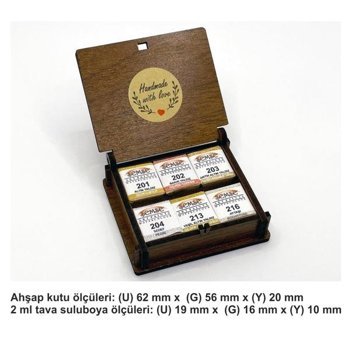 Handmade
with love
201
202
203
204
213
216
Ahşap kutu ölçüleri: (U) 62 mm x (G) 56 mm x (Y) 20 mm
2 ml tava suluboya ölçüleri: (U) 19 mm x (G) 16 mm x (Y) 10 mm